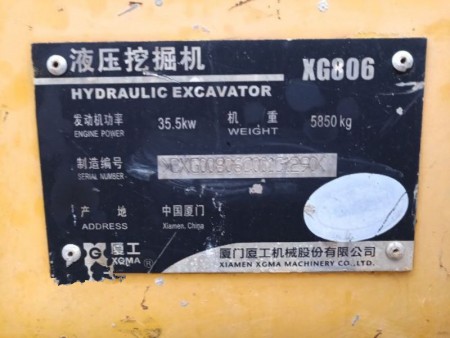 液压挖掘机 XG806
HYDRAULIC EXCAVATOR
发动机功率 35.5kw 机 重 5850kg
ENGINE POWER WEIGHT
制造编号
SERIAL NUMBER
产 地 中国厦门
ADDRESS Xiamen, China
G 厦工
XGMA ®
厦门厦工机械股份有限公司
XIAMEN XGMA MACHINERY CO.,LTD.